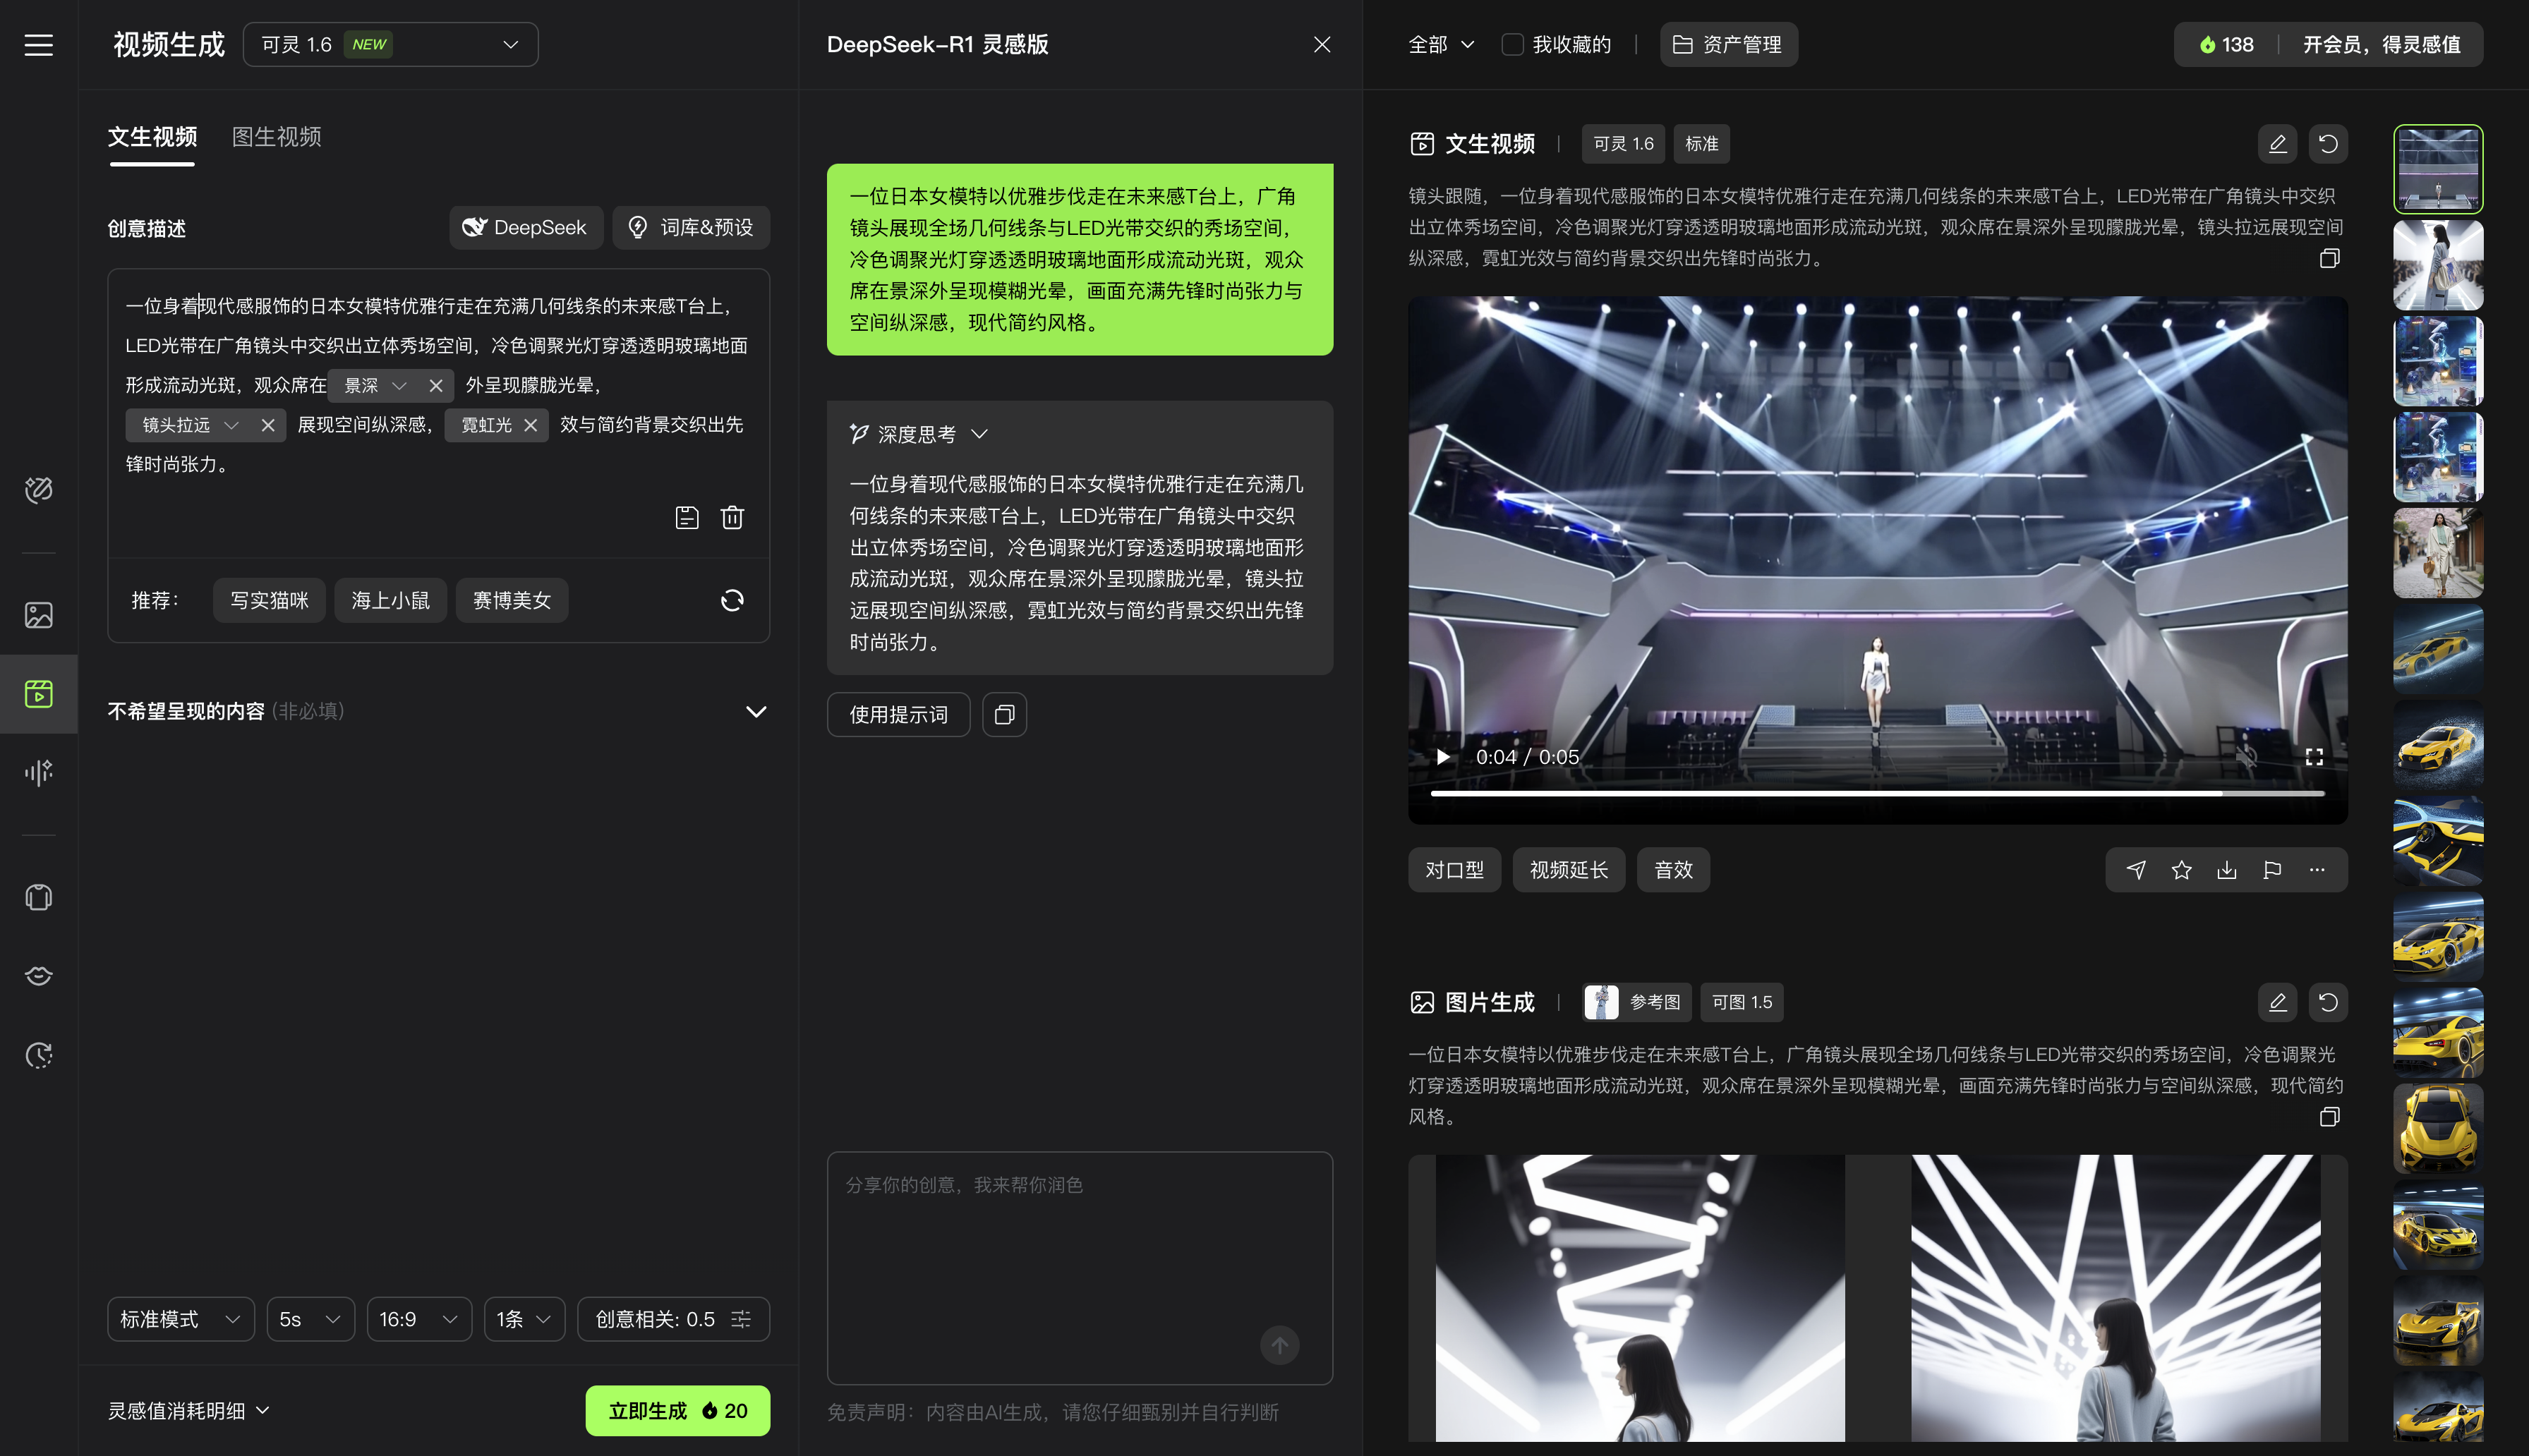 视频生成
可灵 1.6 NEW
文生视频 图生视频
创意描述
DeepSeek
词库&预设
一位身着现代感服饰的日本女模特优雅行走在充满几何线条的未来感T台上，
LED光带在广角镜头中交织出立体秀场空间，冷色调聚光灯穿透透明玻璃地面
形成流动光斑，观众席在 景深 外呈现朦胧光晕，
镜头拉远 展现空间纵深感， 霓虹光 效与简约背景交织出先
锋时尚张力。
推荐： 写实猫咪 海上小鼠 赛博美女
不希望呈现的内容 (非必填)
标准模式 5s 16:9 1条 创意相关: 0.5
灵感值消耗明细
立即生成 20
DeepSeek-R1 灵感版
一位日本女模特以优雅步伐走在未来感T台上，广角
镜头展现全场几何线条与LED光带交织的秀场空间，
冷色调聚光灯穿透透明玻璃地面形成流动光斑，观众
席在景深外呈现模糊光晕，画面充满先锋时尚张力与
空间纵深感，现代简约风格。
深度思考
一位身着现代感服饰的日本女模特优雅行走在充满几
何线条的未来感T台上，LED光带在广角镜头中交织
出立体秀场空间，冷色调聚光灯穿透透明玻璃地面形
成流动光斑，观众席在景深外呈现朦胧光晕，镜头拉
远展现空间纵深感，霓虹光效与简约背景交织出先锋
时尚张力。
使用提示词
分享你的创意，我来帮你润色
免责声明：内容由AI生成，请您仔细甄别并自行判断
全部 我收藏的 资产管理
138 开会员，得灵感值
文生视频 可灵 1.6 标准
镜头跟随，一位身着现代感服饰的日本女模特优雅行走在充满几何线条的未来感T台上，LED光带在广角镜头中交织
出立体秀场空间，冷色调聚光灯穿透透明玻璃地面形成流动光斑，观众席在景深外呈现朦胧光晕，镜头拉远展现空间
纵深感，霓虹光效与简约背景交织出先锋时尚张力。
0:04 / 0:05
对口型 视频延长 音效
图片生成 参考图 可图 1.5
一位日本女模特以优雅步伐走在未来感T台上，广角镜头展现全场几何线条与LED光带交织的秀场空间，冷色调聚光
灯穿透透明玻璃地面形成流动光斑，观众席在景深外呈现模糊光晕，画面充满先锋时尚张力与空间纵深感，现代简约
风格。